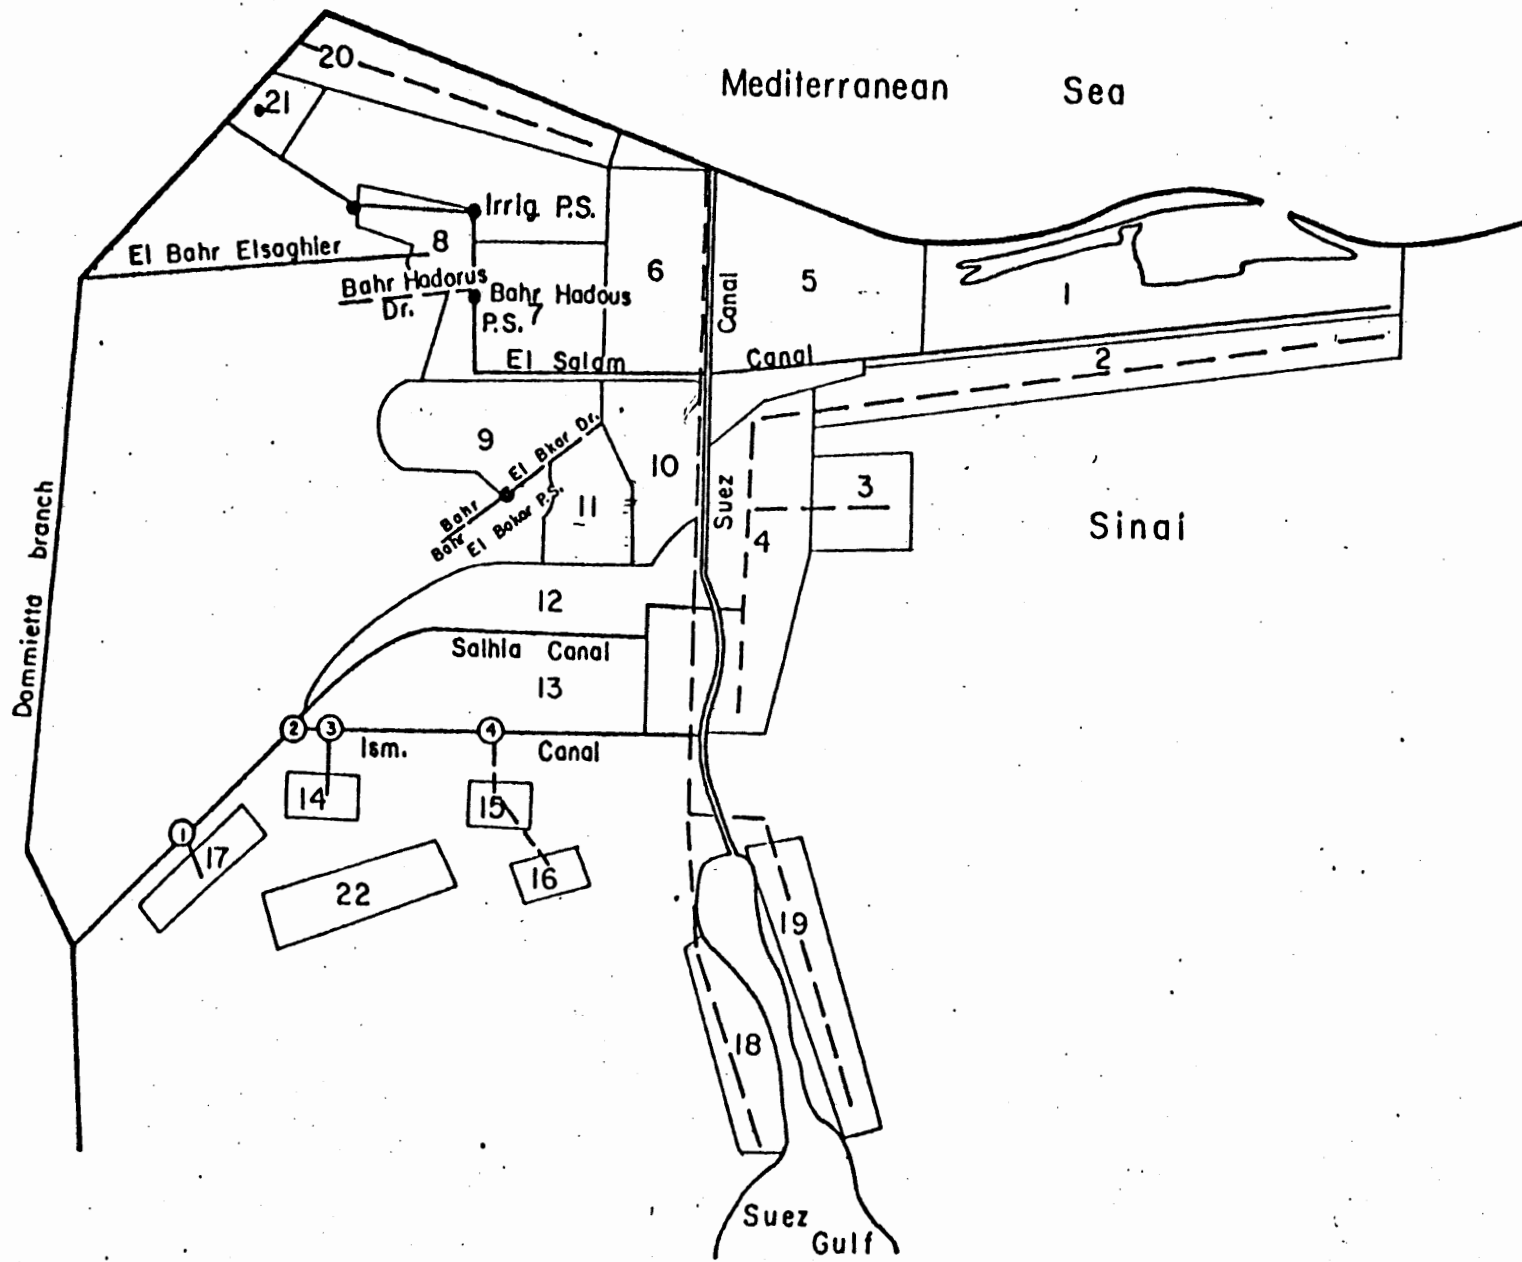 20
Mediterranean Sea
21
Irrig. P.S.
El Bahr Elsaghier
8
6
Canal
5
1
Bahr Hadorus
Dr.
Bahr Hadous
P.S. 7
El Salam Canal
2
9
El Bkar Dr.
Bahr
10
11
Bahr El Bakar P.S.
Suez
3
4
Sinai
Dammietta branch
12
Salhia Canal
13
2 3 4
Ism. Canal
14
15
1
17
16
22
19
18
Suez
Gulf